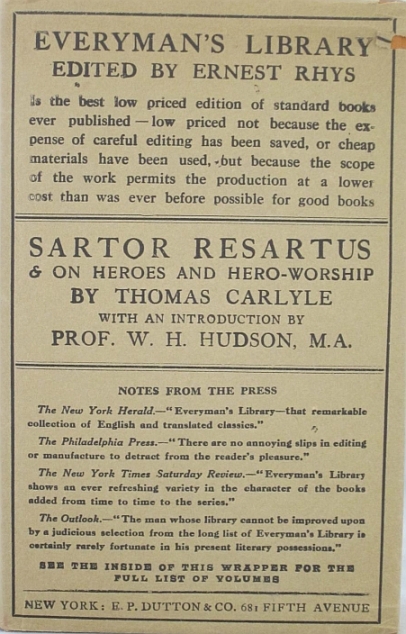 EVERYMAN'S LIBRARY
EDITED BY ERNEST RHYS
Is the best low priced edition of standard books
ever published—low priced not because the ex-
pense of careful editing has been saved, or cheap
materials have been used, but because the scope
of the work permits the production at a lower
cost than was ever before possible for good books
SARTOR RESARTUS
& ON HEROES AND HERO-WORSHIP
BY THOMAS CARLYLE
WITH AN INTRODUCTION BY
PROF. W. H. HUDSON, M.A.
NOTES FROM THE PRESS
The New York Herald.—"Everyman's Library—that remarkable
collection of English and translated classics."
The Philadelphia Press.—"There are no annoying slips in editing
or manufacture to detract from the reader's pleasure."
The New York Times Saturday Review.—"Everyman's Library
shows an ever refreshing variety in the character of the books
added from time to time to the series."
The Outlook.—"The man whose library cannot be improved upon
by a judicious selection from the long list of Everyman's Library is
certainly rarely fortunate in his present literary possessions."
SEE THE INSIDE OF THIS WRAPPER FOR THE
FULL LIST OF VOLUMES
NEW YORK: E. P. DUTTON & CO. 681 FIFTH AVENUE